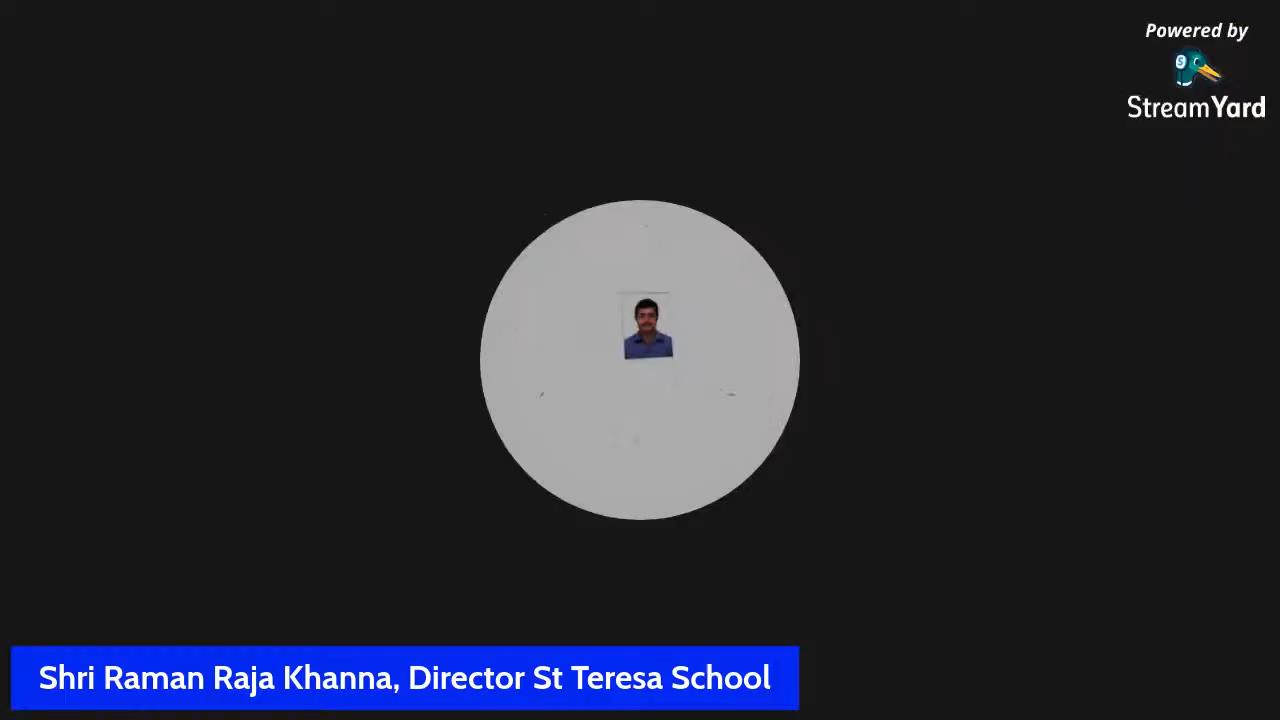 Powered by
StreamYard
Shri Raman Raja Khanna, Director St Teresa School